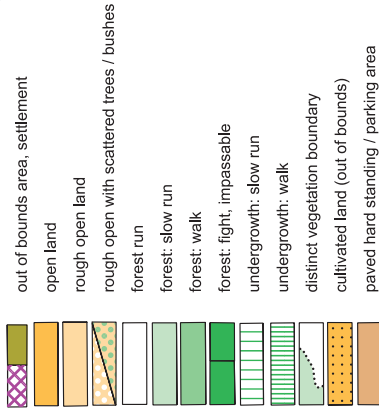 out of bounds area, settlement
open land
rough open land
rough open with scattered trees / bushes
forest run
forest: slow run
forest: walk
forest: fight, impassable
undergrowth: slow run
undergrowth: walk
distinct vegetation boundary
cultivated land (out of bounds)
paved hard standing / parking area